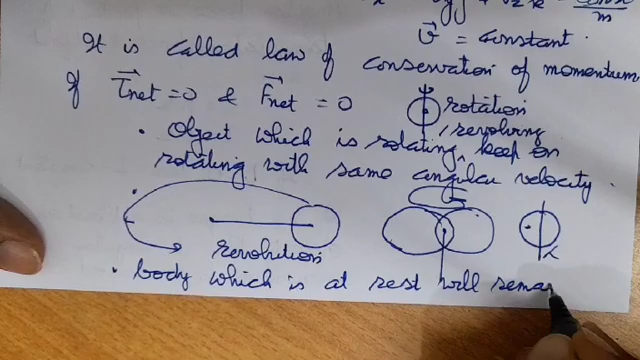 v⃗ = constant.
It is called law of conservation of momentum.
If τ⃗net = 0 & F⃗net = 0
rotation
• Object which is rotating, / revolving keep on
rotating with same angular velocity.
revolution
• body which is at rest will remai